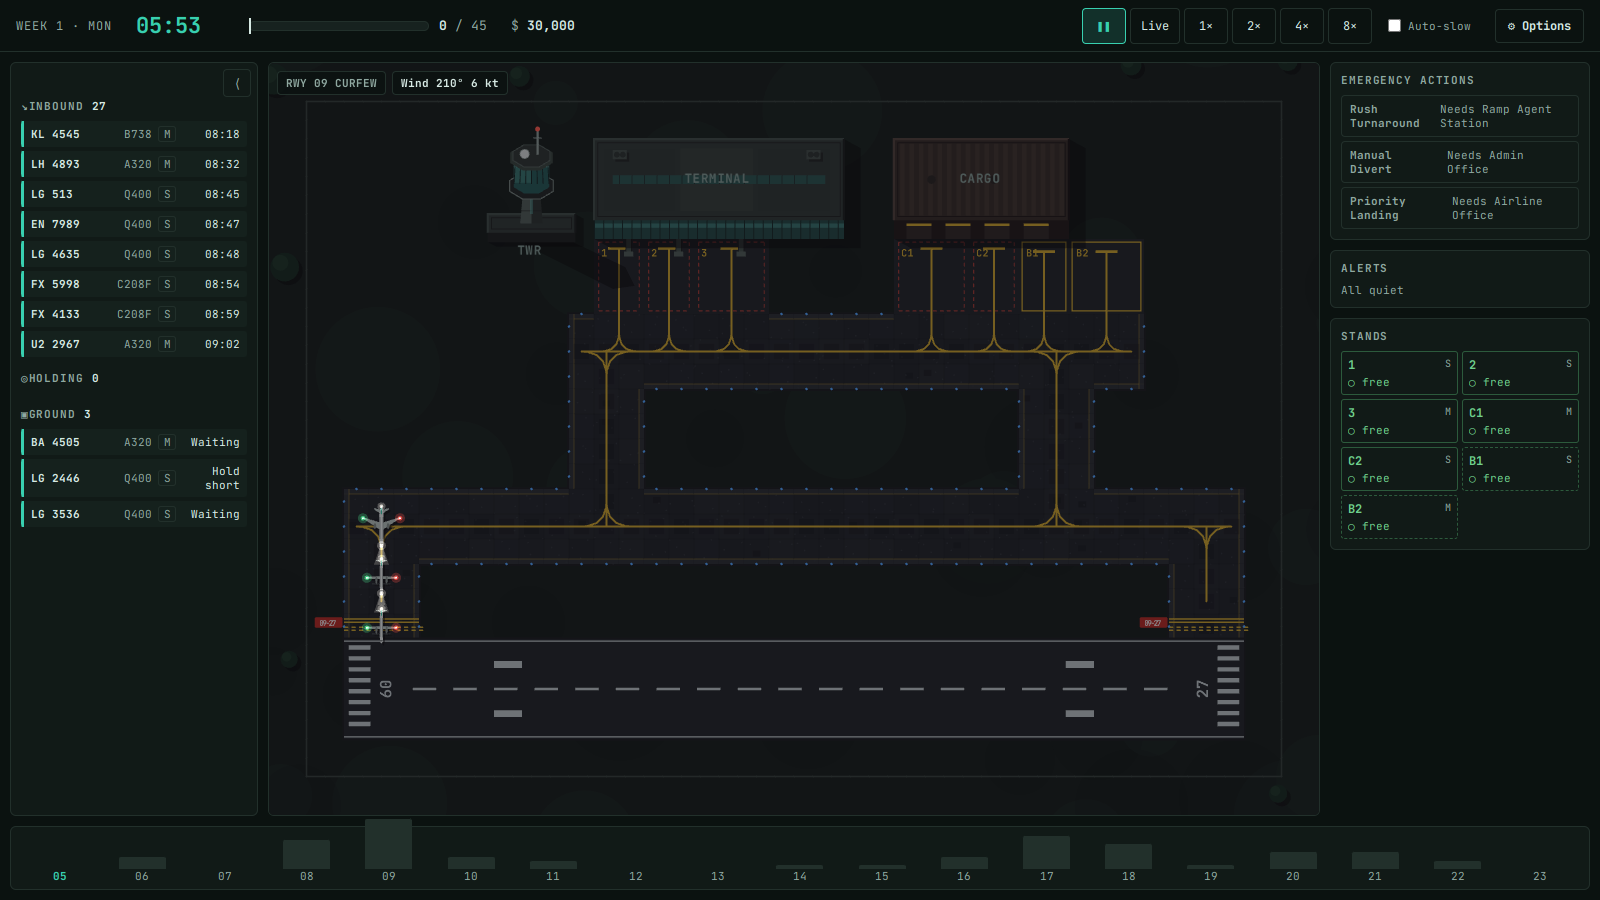 WEEK 1 · MON 05:53 0 / 45 $ 30,000 Live 1× 2× 4× 8× Auto-slow ⚙ Options
RWY 09 CURFEW Wind 210° 6 kt
INBOUND 27
KL 4545 B738 M 08:18
LH 4893 A320 M 08:32
LG 513 Q400 S 08:45
EN 7989 Q400 S 08:47
LG 4635 Q400 S 08:48
FX 5998 C208F S 08:54
FX 4133 C208F S 08:59
U2 2967 A320 M 09:02
HOLDING 0
GROUND 3
BA 4505 A320 M Waiting
LG 2446 Q400 S Hold short
LG 3536 Q400 S Waiting
TERMINAL
CARGO
TWR
1 2 3 C1 C2 B1 B2
09-27 09-27
09 27
EMERGENCY ACTIONS
Rush Turnaround Needs Ramp Agent Station
Manual Divert Needs Admin Office
Priority Landing Needs Airline Office
ALERTS
All quiet
STANDS
1 S free
2 S free
3 M free
C1 M free
C2 S free
B1 S free
B2 M free
05 06 07 08 09 10 11 12 13 14 15 16 17 18 19 20 21 22 23